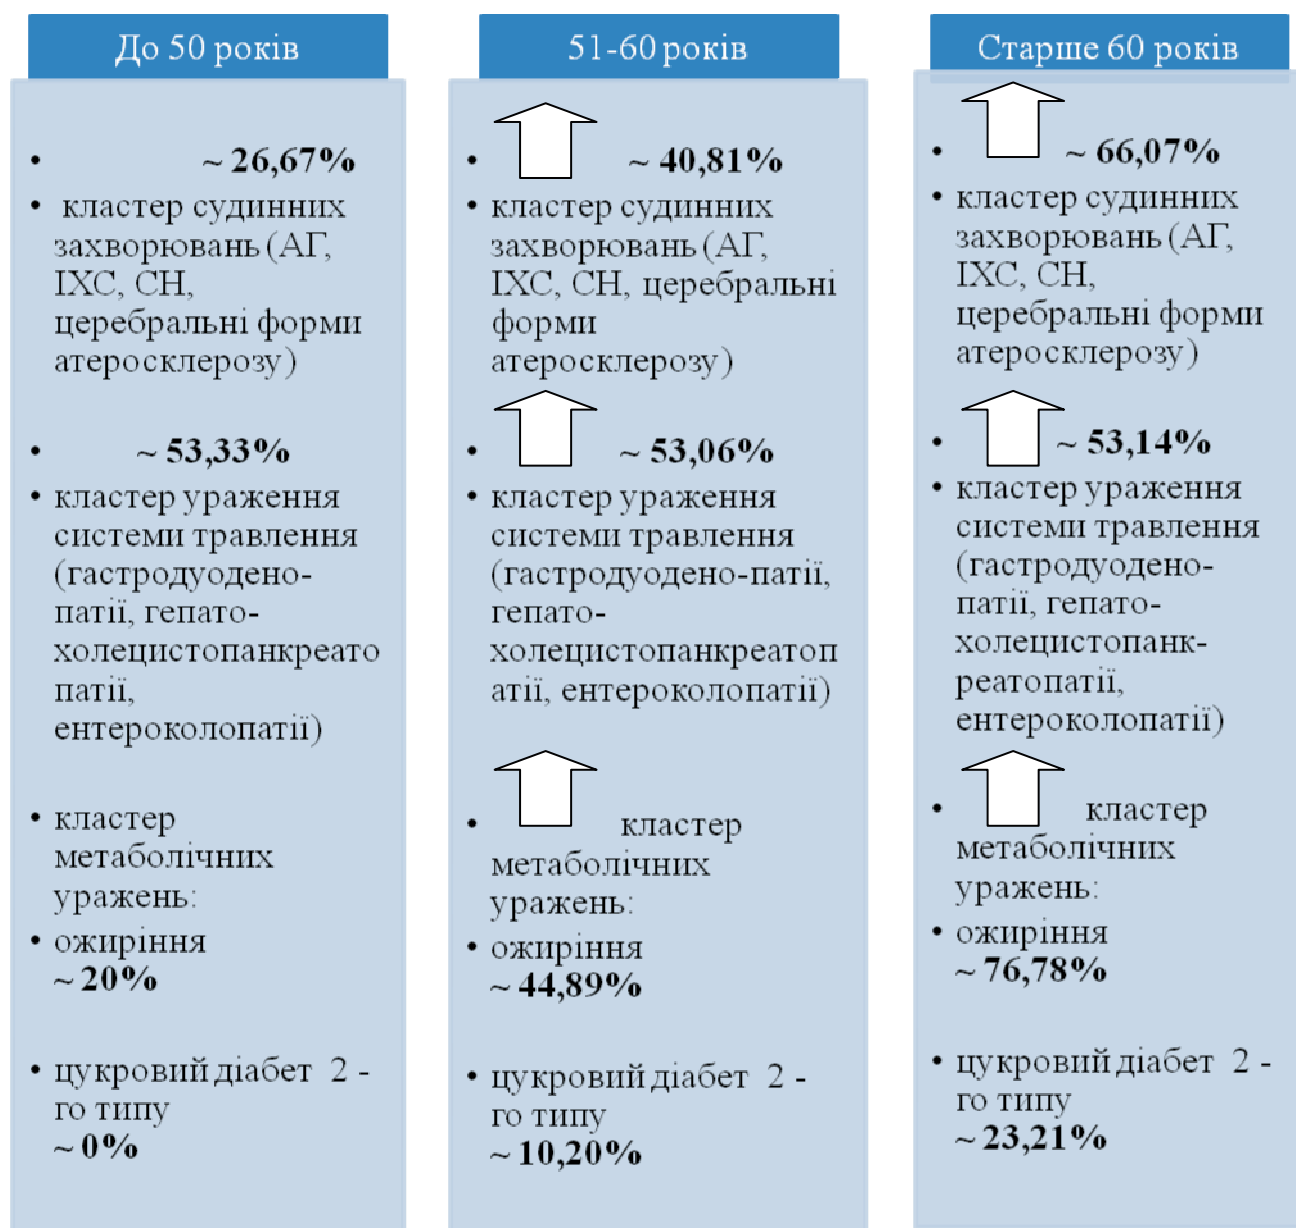 До 50 років
• ~ 26,67%
• кластер судинних
захворювань (АГ,
ІХС, СН,
церебральні форми
атеросклерозу)
• ~ 53,33%
• кластер ураження
системи травлення
(гастродуодено-
патії, гепато-
холецистопанкреато
патії,
ентероколопатії)
• кластер
метаболічних
уражень:
• ожиріння
~ 20%
• цукровий діабет 2 -
го типу
~ 0%
51-60 років
• ~ 40,81%
• кластер судинних
захворювань (АГ,
ІХС, СН, церебральні
форми
атеросклерозу)
• ~ 53,06%
• кластер ураження
системи травлення
(гастродуодено-патії,
гепато-
холецистопанкреатоп
атії, ентероколопатії)
• кластер
метаболічних
уражень:
• ожиріння
~ 44,89%
• цукровий діабет 2 -
го типу
~ 10,20%
Старше 60 років
• ~ 66,07%
• кластер судинних
захворювань (АГ,
ІХС, СН,
церебральні форми
атеросклерозу)
• ~ 53,14%
• кластер ураження
системи травлення
(гастродуодено-
патії, гепато-
холецистопанк-
реатопатії,
ентероколопатії)
• кластер
метаболічних
уражень:
• ожиріння
~ 76,78%
• цукровий діабет 2 -
го типу
~ 23,21%